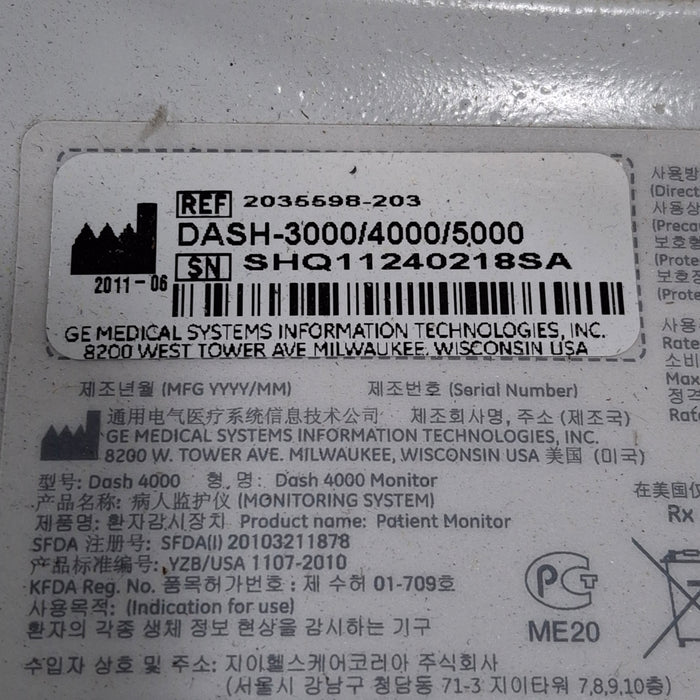 REF 2035598-203
DASH-3000/4000/5000
SN SHQ11240218SA
2011-06
GE MEDICAL SYSTEMS INFORMATION TECHNOLOGIES, INC.
8200 WEST TOWER AVE MILWAUKEE, WISCONSIN USA
제조년월 (MFG YYYY/MM) 제조번호 (Serial Number)
通用电气医疗系统信息技术公司 제조회사명, 주소 (제조국)
GE MEDICAL SYSTEMS INFORMATION TECHNOLOGIES, INC.
8200 W. TOWER AVE. MILWAUKEE, WISCONSIN USA 美国 (미국)
型号: Dash 4000 형 명: Dash 4000 Monitor
产品名称: 病人监护仪 (MONITORING SYSTEM)
제품명: 환자감시장치 Product name: Patient Monitor
SFDA 注册号: SFDA(I) 20103211878
产品标准编号: YZB/USA 1107-2010
KFDA Reg. No. 품목허가번호: 제 수허 01-709호
사용목적: (Indication for use)
환자의 각종 생체 정보 현상을 감시하는 기구
수입자 상호 및 주소: 지이헬스케어코리아 주식회사
(서울시 강남구 청담동 71-3 지이타워 7,8,9,10층)
PCT
ME20
사용방
(Direct
사용상
(Precau
보호형
(Prote
보호정
(Prote
사용
Rate
소비
Max
정격
Rate
在美国仅
Rx